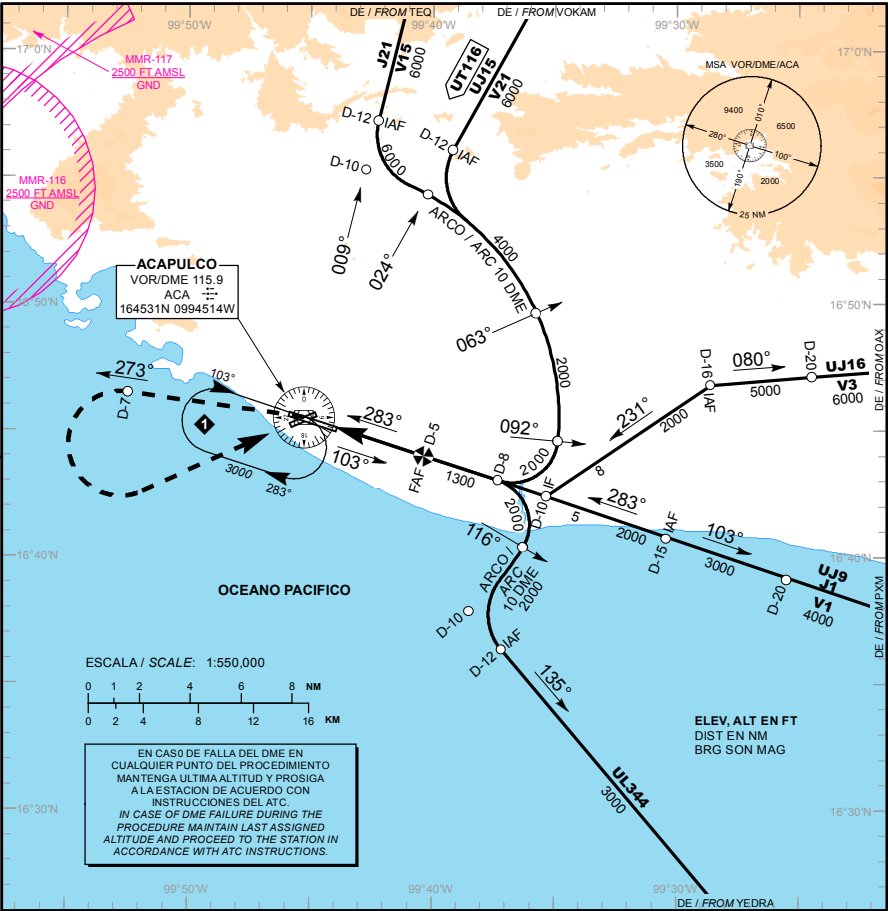 DE / FROM TEQ
DE / FROM VOKAM
99°50'W
99°40'W
99°30'W
17°0'N
17°0'N
J21
V15
6000
UT116
UJ15
V21
6000
MMR-117
2500 FT AMSL
GND
MSA VOR/DME/ACA
9400
010°
6500
280°
100°
3500
190°
2000
25 NM
D-12
IAF
D-12
IAF
D-10
6000
MMR-116
2500 FT AMSL
GND
009°
024°
ARCO / ARC 10 DME
4000
ACAPULCO
VOR/DME 115.9
ACA
164531N 0994514W
16°50'N
16°50'N
063°
2000
273°
103°
D-7
1
0
18
283°
103°
3000
283°
D-5
FAF
1300
092°
D-8
2000
2000
D-10
IF
231°
2000
8
D-16
IAF
080°
5000
D-20
UJ16
V3
6000
DE / FROM OAX
283°
5
2000
D-15
IAF
103°
3000
D-20
UJ9
J1
V1
4000
DE / FROM PXM
16°40'N
16°40'N
116°
ARCO /
ARC
10 DME
2000
D-10
D-12
IAF
135°
UL344
3000
OCEANO PACIFICO
ESCALA / SCALE: 1:550,000
0 1 2 4 6 8 NM
0 2 4 8 12 16 KM
ELEV, ALT EN FT
DIST EN NM
BRG SON MAG
EN CAS0 DE FALLA DEL DME EN
CUALQUIER PUNTO DEL PROCEDIMIENTO
MANTENGA ULTIMA ALTITUD Y PROSIGA
A LA ESTACION DE ACUERDO CON
INSTRUCCIONES DEL ATC.
IN CASE OF DME FAILURE DURING THE
PROCEDURE MAINTAIN LAST ASSIGNED
ALTITUDE AND PROCEED TO THE STATION IN
ACCORDANCE WITH ATC INSTRUCTIONS.
16°30'N
16°30'N
99°50'W
99°40'W
99°30'W
DE / FROM YEDRA